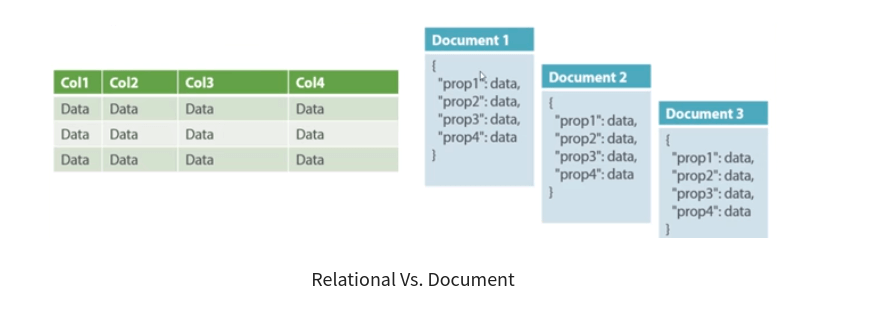 Col1 Col2 Col3 Col4
Data Data Data Data
Data Data Data Data
Data Data Data Data
Document 1
{
"prop1": data,
"prop2": data,
"prop3": data,
"prop4": data
}
Document 2
{
"prop1": data,
"prop2": data,
"prop3": data,
"prop4": data
}
Document 3
{
"prop1": data,
"prop2": data,
"prop3": data,
"prop4": data
}
Relational Vs. Document